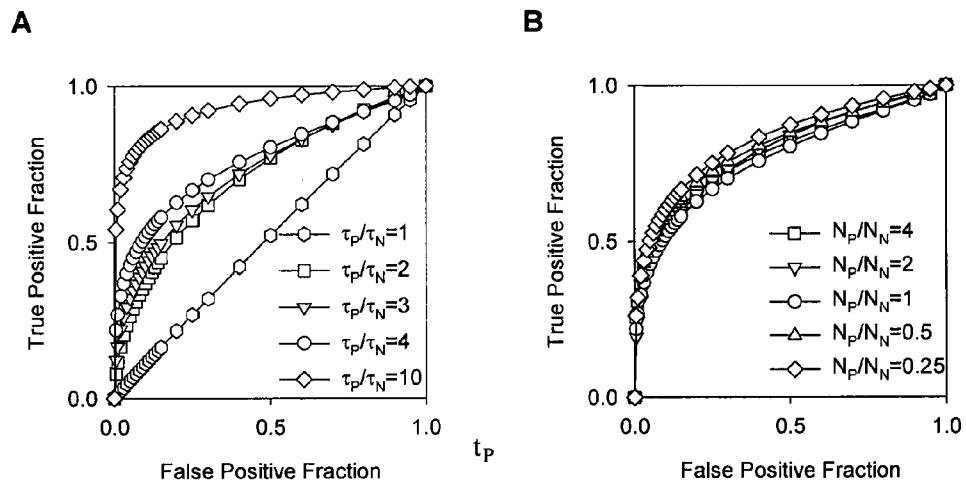 A
True Positive Fraction
1.0
0.5
0.0
τP/τN=1
τP/τN=2
τP/τN=3
τP/τN=4
τP/τN=10
0.0
0.5
1.0
False Positive Fraction
tP
B
True Positive Fraction
1.0
0.5
0.0
NP/NN=4
NP/NN=2
NP/NN=1
NP/NN=0.5
NP/NN=0.25
0.0
0.5
1.0
False Positive Fraction